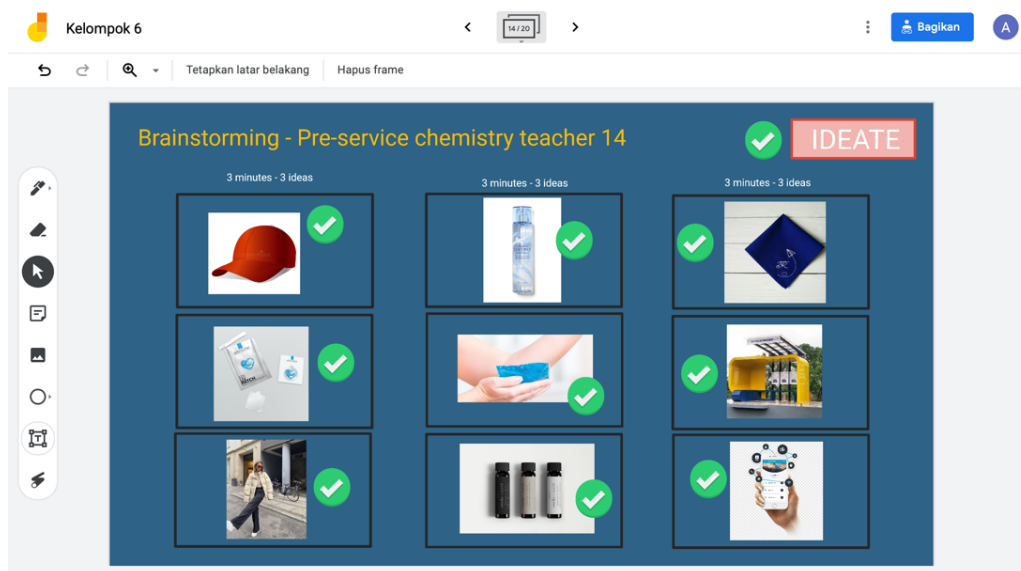 Kelompok 6
14 / 20
Bagikan
A
Tetapkan latar belakang
Hapus frame
Brainstorming - Pre-service chemistry teacher 14
IDEATE
3 minutes - 3 ideas
3 minutes - 3 ideas
3 minutes - 3 ideas